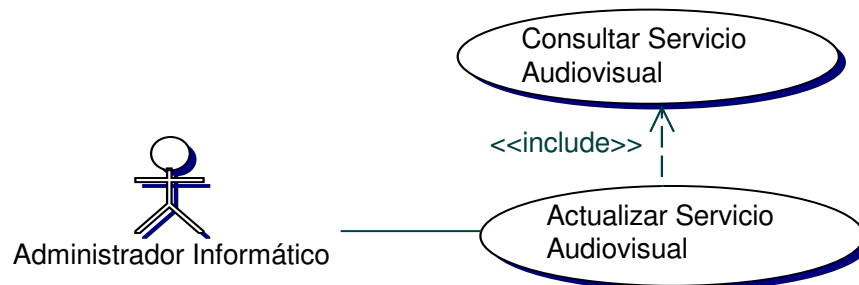 Consultar Servicio
Audiovisual
<<include>>
Actualizar Servicio
Audiovisual
Administrador Informático